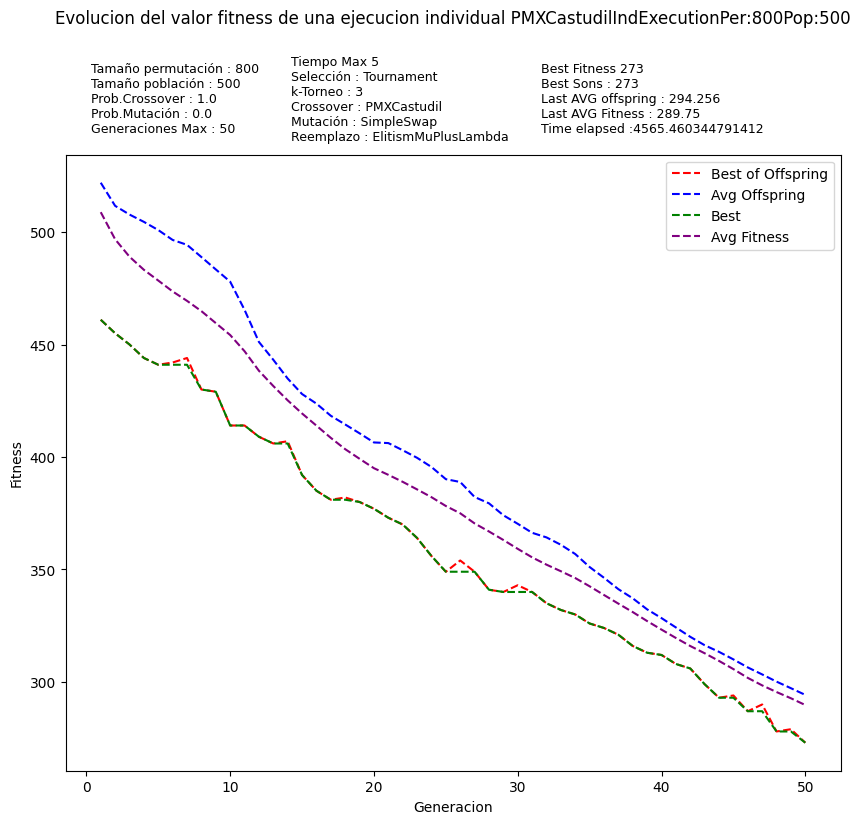 Evolucion del valor fitness de una ejecucion individual PMXCastudilIndExecutionPer:800Pop:500
Tamaño permutación : 800
Tamaño población : 500
Prob.Crossover : 1.0
Prob.Mutación : 0.0
Generaciones Max : 50
Tiempo Max 5
Selección : Tournament
k-Torneo : 3
Crossover : PMXCastudil
Mutación : SimpleSwap
Reemplazo : ElitismMuPlusLambda
Best Fitness 273
Best Sons : 273
Last AVG offspring : 294.256
Last AVG Fitness : 289.75
Time elapsed :4565.460344791412
Best of Offspring
Avg Offspring
Best
Avg Fitness
500
450
400
350
300
Fitness
0
10
20
30
40
50
Generacion